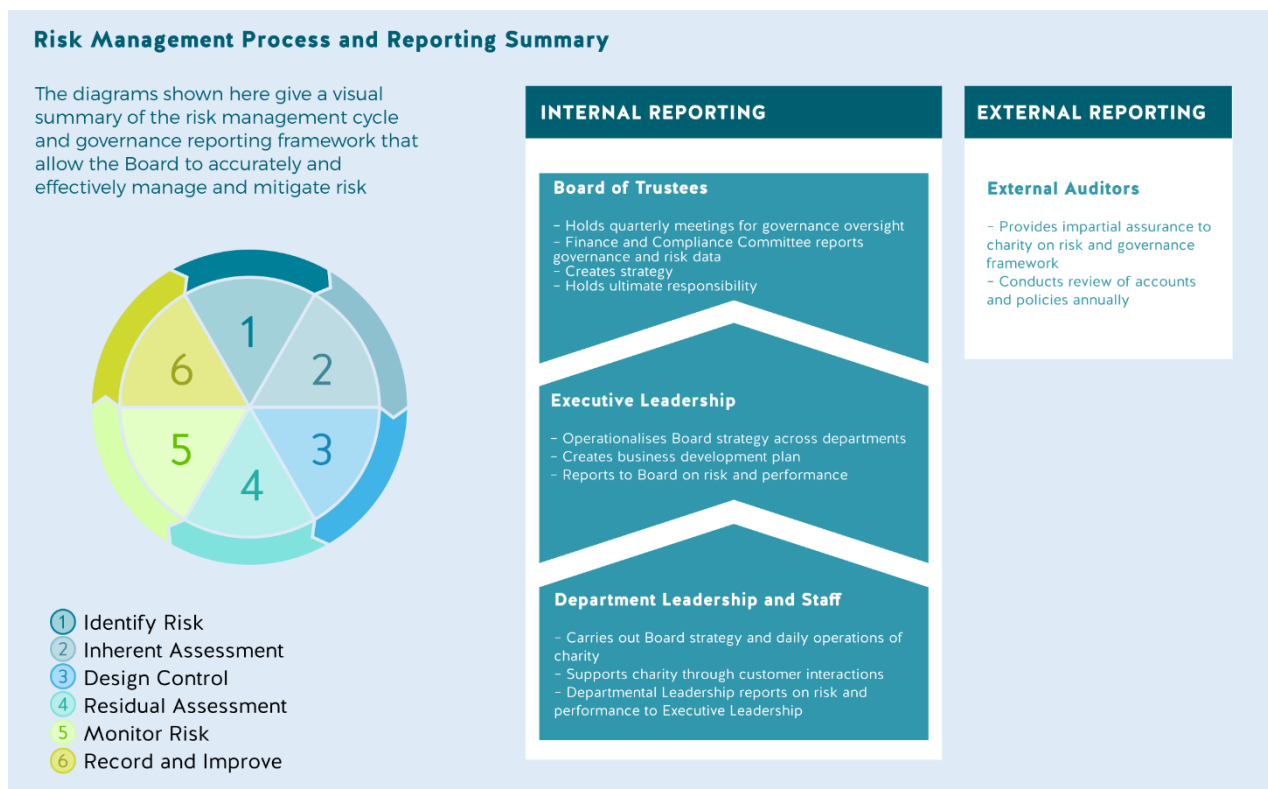 Risk Management Process and Reporting Summary
The diagrams shown here give a visual
summary of the risk management cycle
and governance reporting framework that
allow the Board to accurately and
effectively manage and mitigate risk
1
2
3
4
5
6
1 Identify Risk
2 Inherent Assessment
3 Design Control
4 Residual Assessment
5 Monitor Risk
6 Record and Improve
INTERNAL REPORTING
Board of Trustees
– Holds quarterly meetings for governance oversight
– Finance and Compliance Committee reports
governance and risk data
– Creates strategy
– Holds ultimate responsibility
Executive Leadership
– Operationalises Board strategy across departments
– Creates business development plan
– Reports to Board on risk and performance
Department Leadership and Staff
– Carries out Board strategy and daily operations of
charity
– Supports charity through customer interactions
– Departmental Leadership reports on risk and
performance to Executive Leadership
EXTERNAL REPORTING
External Auditors
– Provides impartial assurance to
charity on risk and governance
framework
– Conducts review of accounts
and policies annually